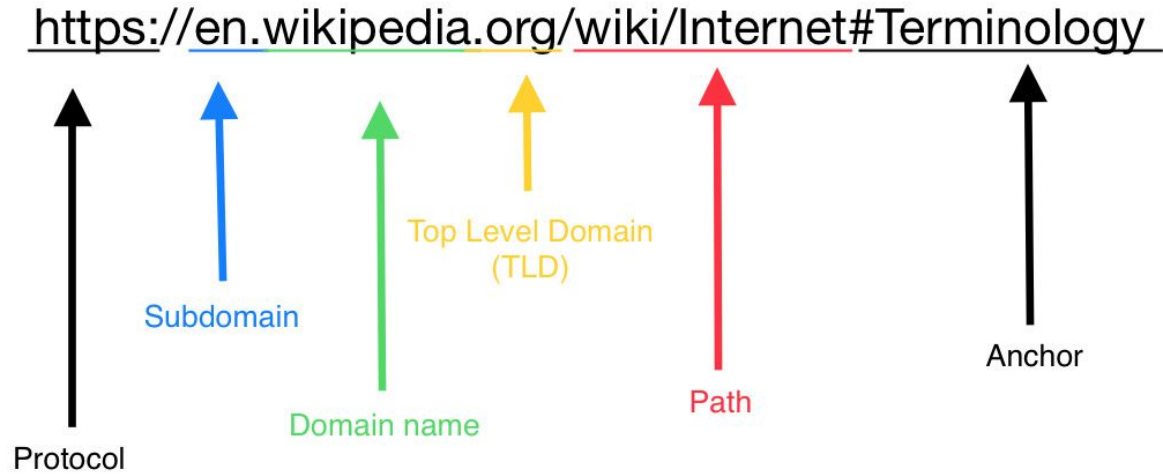 https://en.wikipedia.org/wiki/Internet#Terminology
Top Level Domain
(TLD)
Subdomain
Anchor
Path
Domain name
Protocol